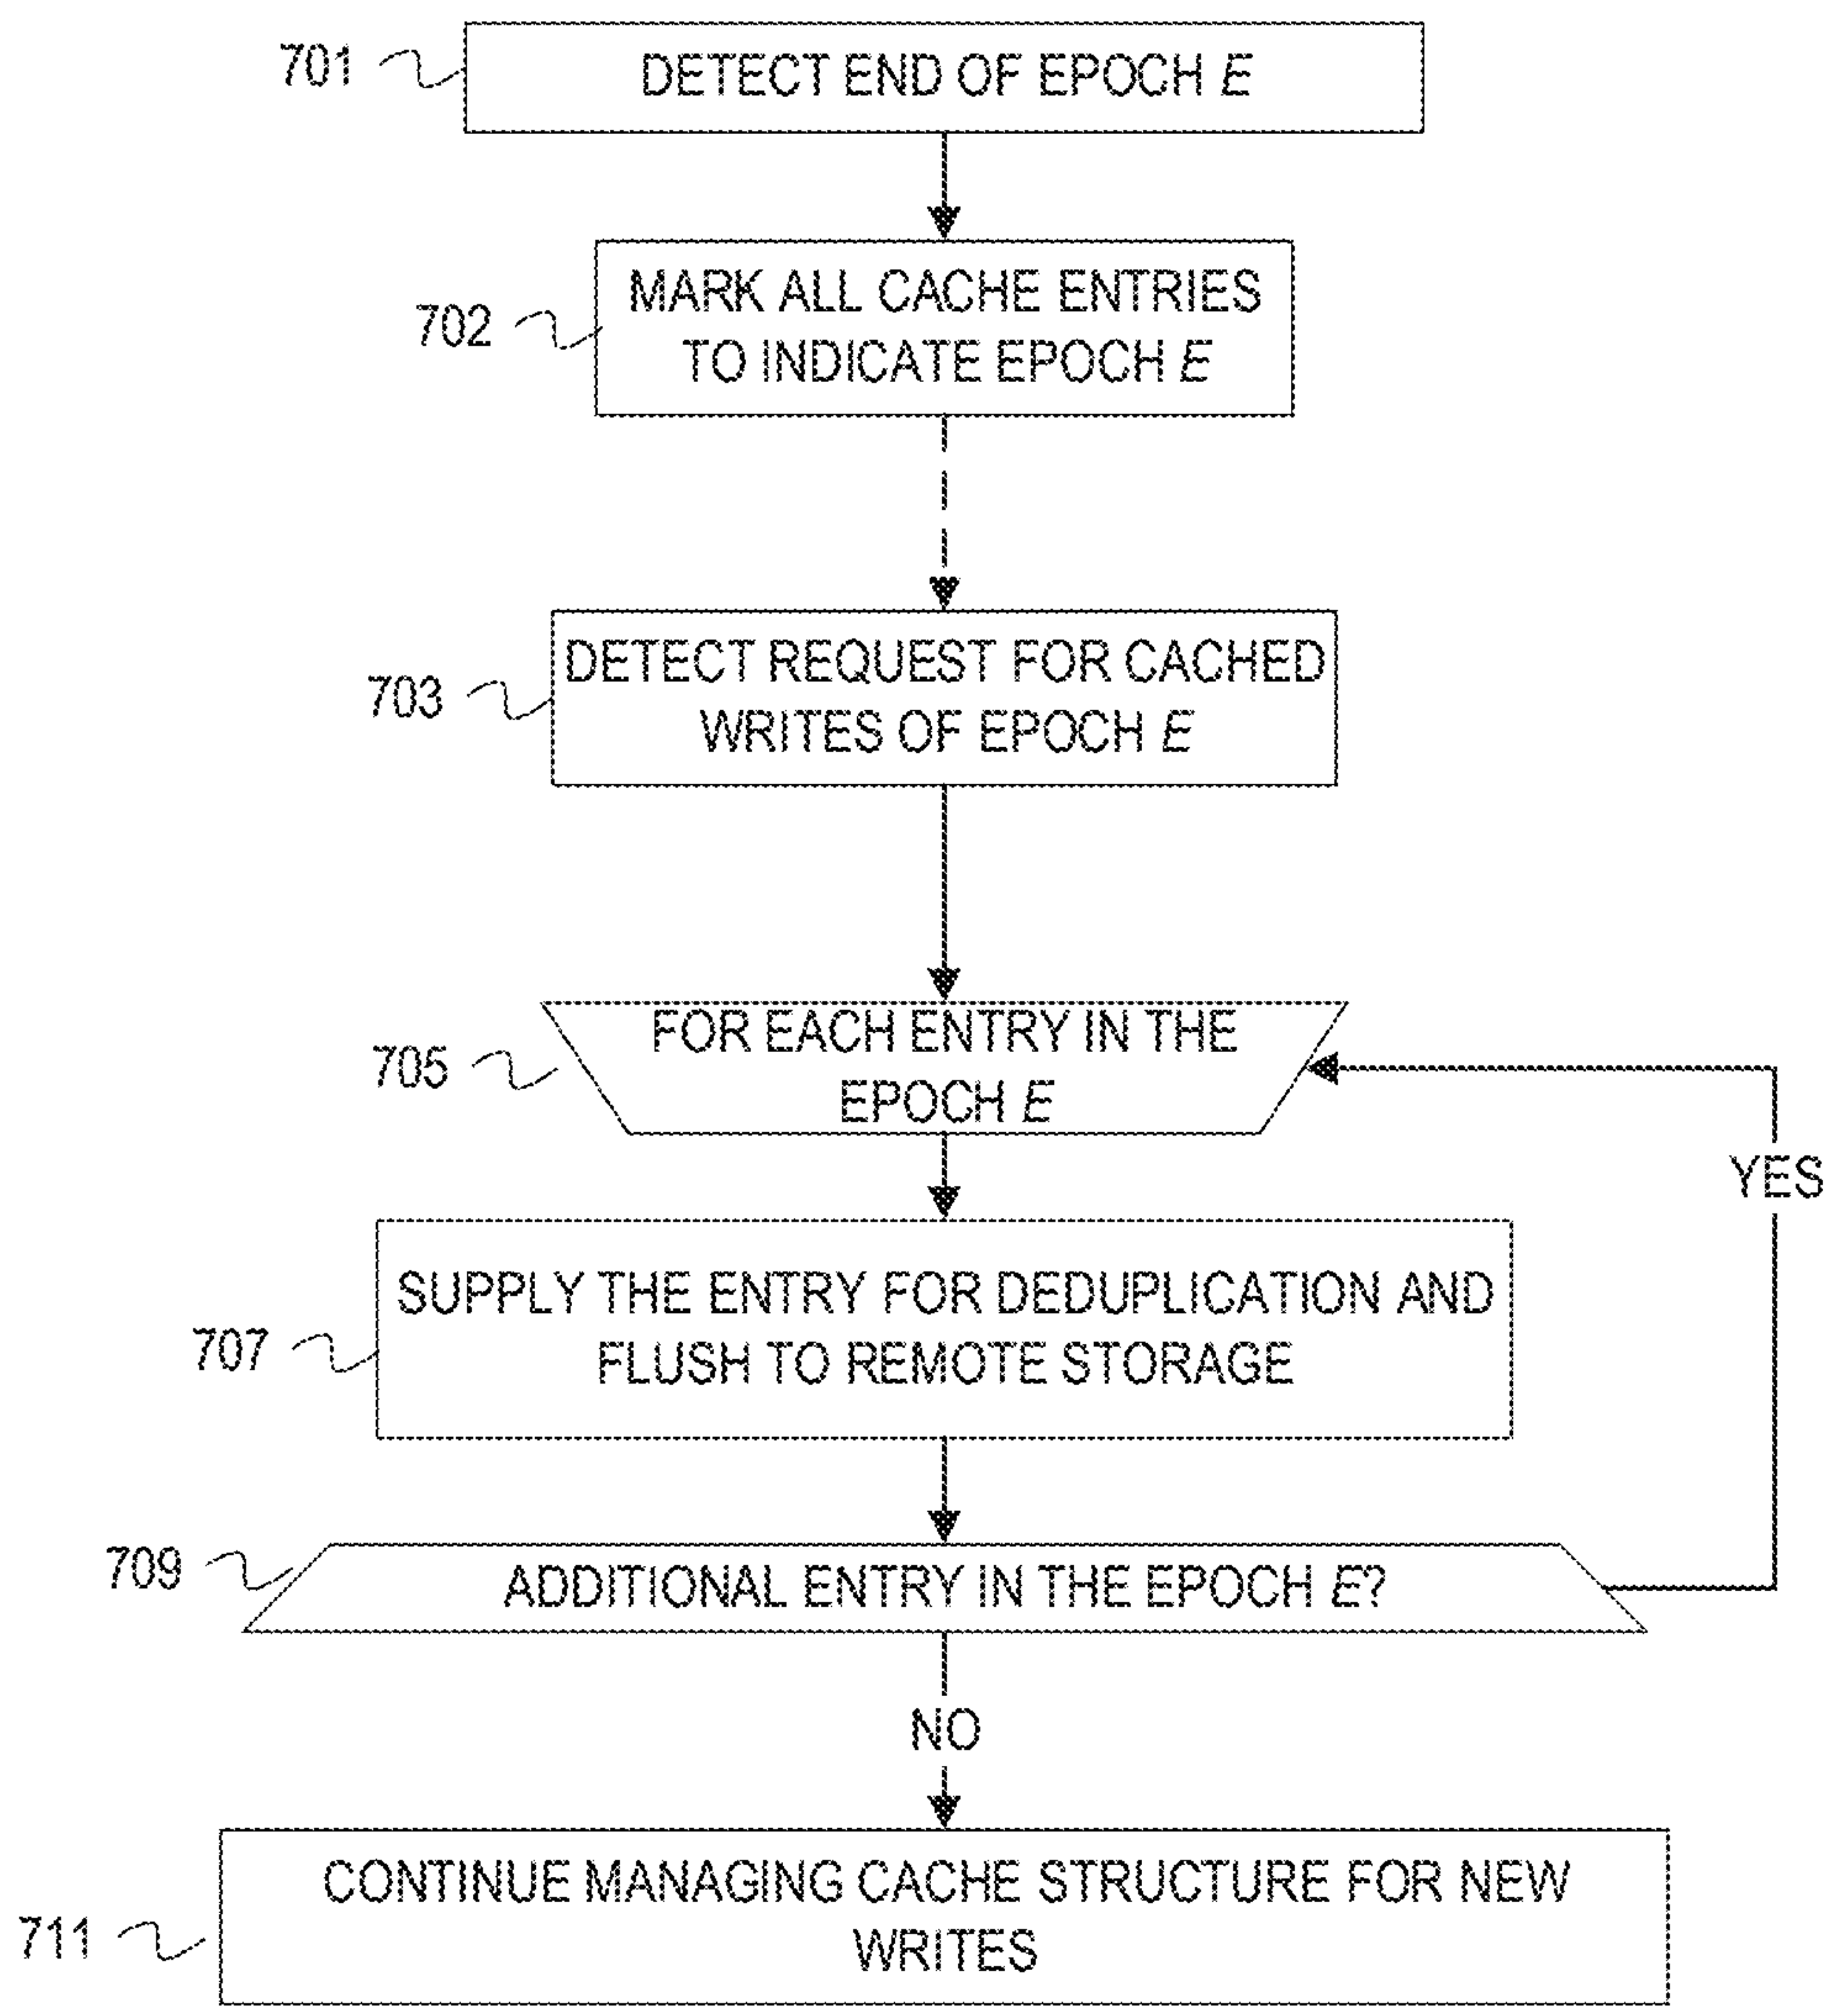 701
DETECT END OF EPOCH E
702
MARK ALL CACHE ENTRIES
TO INDICATE EPOCH E
703
DETECT REQUEST FOR CACHED
WRITES OF EPOCH E
705
FOR EACH ENTRY IN THE
EPOCH E
YES
707
SUPPLY THE ENTRY FOR DEDUPLICATION AND
FLUSH TO REMOTE STORAGE
709
ADDITIONAL ENTRY IN THE EPOCH E?
NO
711
CONTINUE MANAGING CACHE STRUCTURE FOR NEW
WRITES